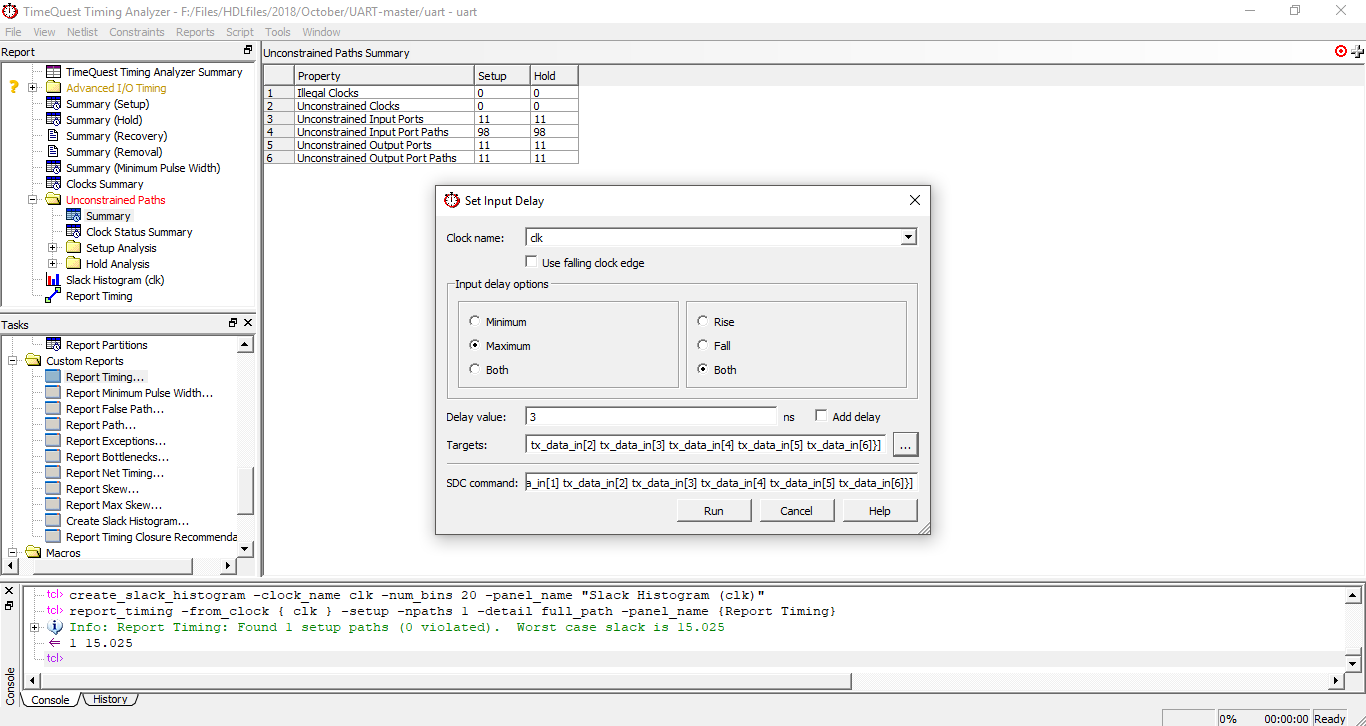 TimeQuest Timing Analyzer - F:/Files/HDLfiles/2018/October/UART-master/uart - uart
File View Netlist Constraints Reports Script Tools Window
Report
TimeQuest Timing Analyzer Summary
Advanced I/O Timing
Summary (Setup)
Summary (Hold)
Summary (Recovery)
Summary (Removal)
Summary (Minimum Pulse Width)
Clocks Summary
Unconstrained Paths
Summary
Clock Status Summary
Setup Analysis
Hold Analysis
Slack Histogram (clk)
Report Timing
Tasks
Report Partitions
Custom Reports
Report Timing...
Report Minimum Pulse Width...
Report False Path...
Report Path...
Report Exceptions...
Report Bottlenecks...
Report Net Timing...
Report Skew...
Report Max Skew...
Create Slack Histogram...
Report Timing Closure Recommenda
Macros
Unconstrained Paths Summary
Property Setup Hold
1 Illegal Clocks 0 0
2 Unconstrained Clocks 0 0
3 Unconstrained Input Ports 11 11
4 Unconstrained Input Port Paths 98 98
5 Unconstrained Output Ports 11 11
6 Unconstrained Output Port Paths 11 11
Set Input Delay
Clock name: clk
Use falling clock edge
Input delay options
Minimum Rise
Maximum Fall
Both Both
Delay value: 3 ns Add delay
Targets: tx_data_in[2] tx_data_in[3] tx_data_in[4] tx_data_in[5] tx_data_in[6]}] ...
SDC command: a_in[1] tx_data_in[2] tx_data_in[3] tx_data_in[4] tx_data_in[5] tx_data_in[6]}]
Run Cancel Help
tcl> create_slack_histogram -clock_name clk -num_bins 20 -panel_name "Slack Histogram (clk)"
tcl> report_timing -from_clock { clk } -setup -npaths 1 -detail full_path -panel_name {Report Timing}
Info: Report Timing: Found 1 setup paths (0 violated). Worst case slack is 15.025
1 15.025
tcl>
Console
Console History
0% 00:00:00 Ready